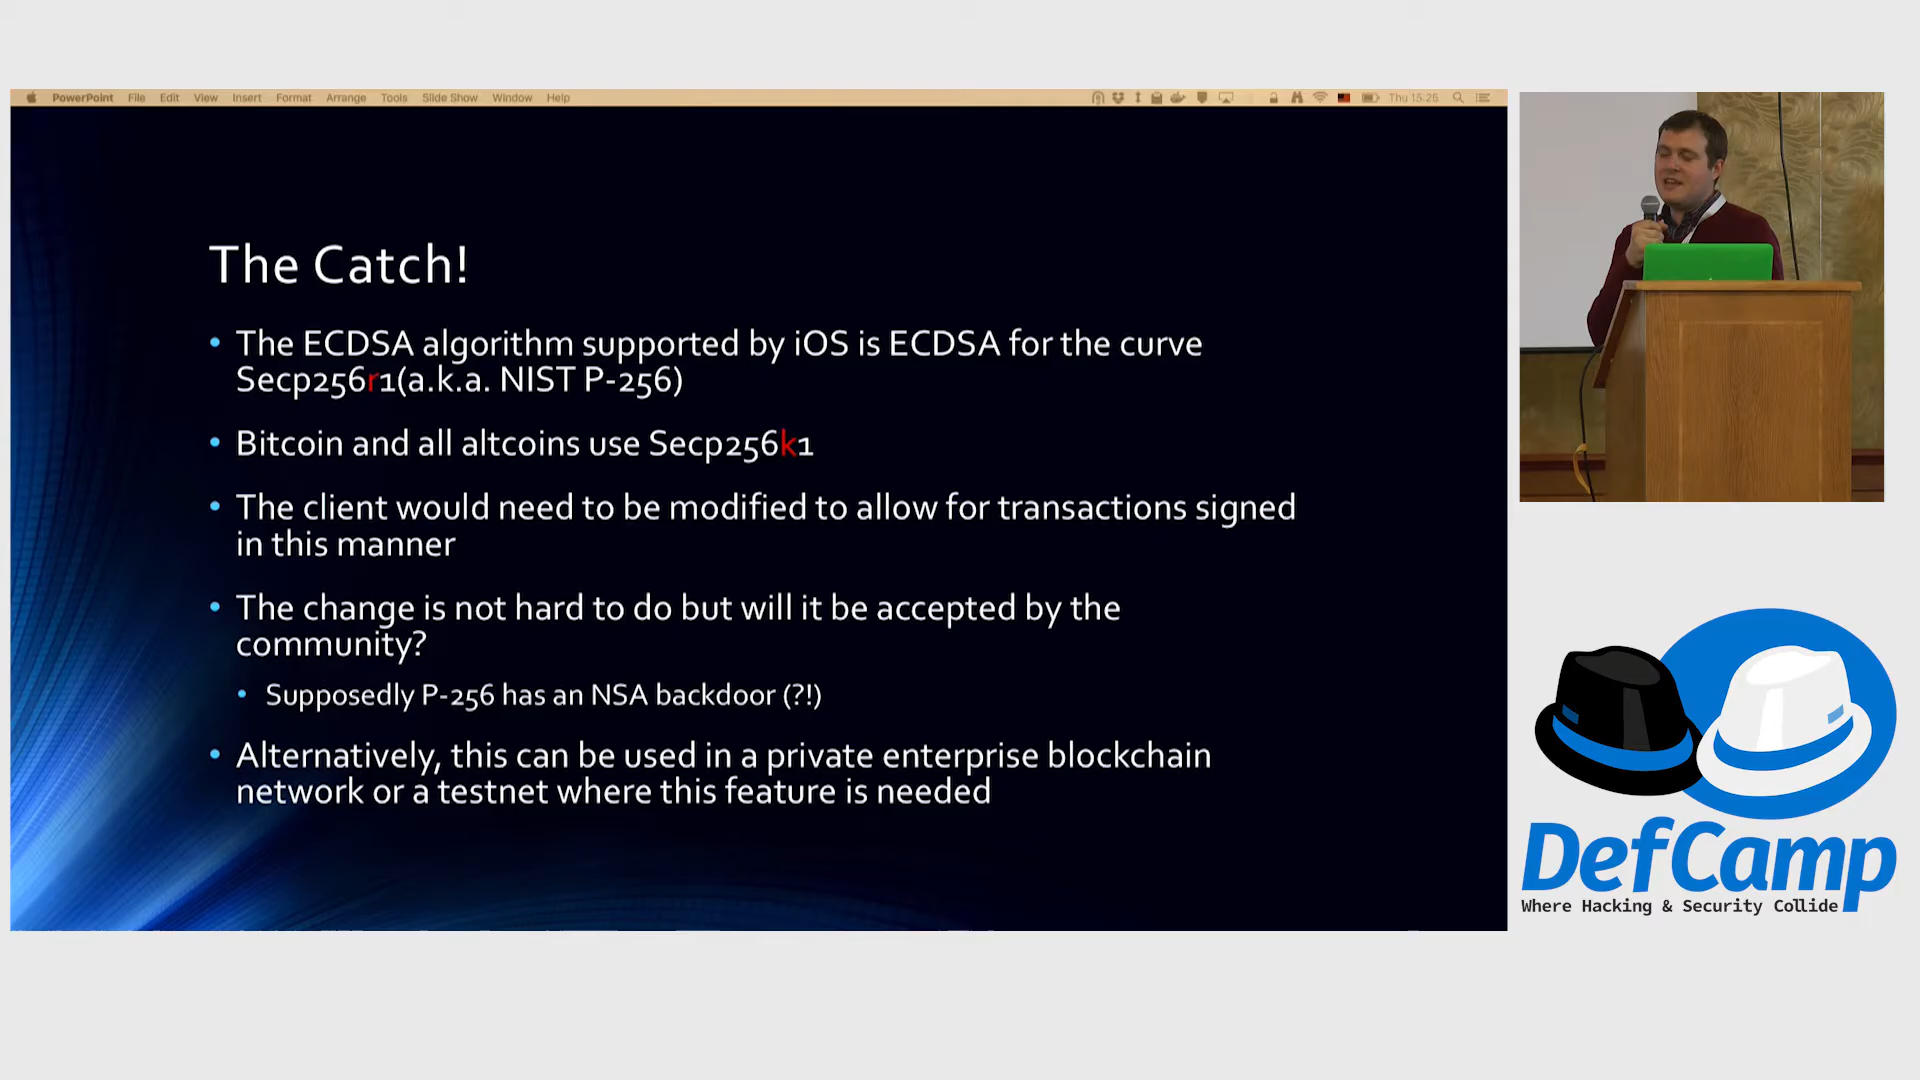 PowerPoint File Edit View Insert Format Arrange Tools Slide Show Window Help Thu 15:26
The Catch!
• The ECDSA algorithm supported by iOS is ECDSA for the curve
Secp256r1(a.k.a. NIST P-256)
• Bitcoin and all altcoins use Secp256k1
• The client would need to be modified to allow for transactions signed
in this manner
• The change is not hard to do but will it be accepted by the
community?
• Supposedly P-256 has an NSA backdoor (?!)
• Alternatively, this can be used in a private enterprise blockchain
network or a testnet where this feature is needed
DefCamp
Where Hacking & Security Collide